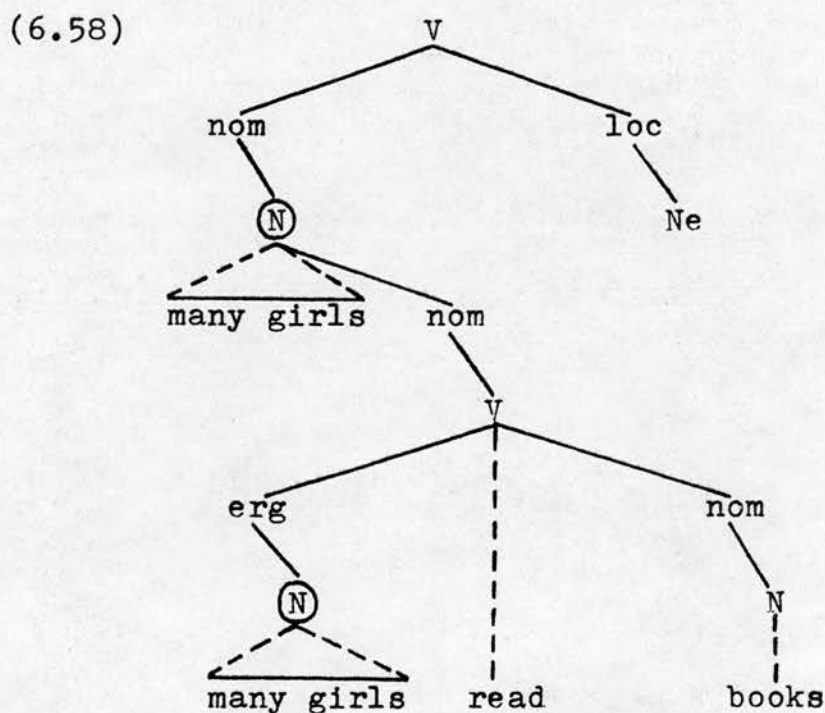 (6.58)
V
nom loc
N Ne
many girls nom
V
erg nom
N N
many girls read books